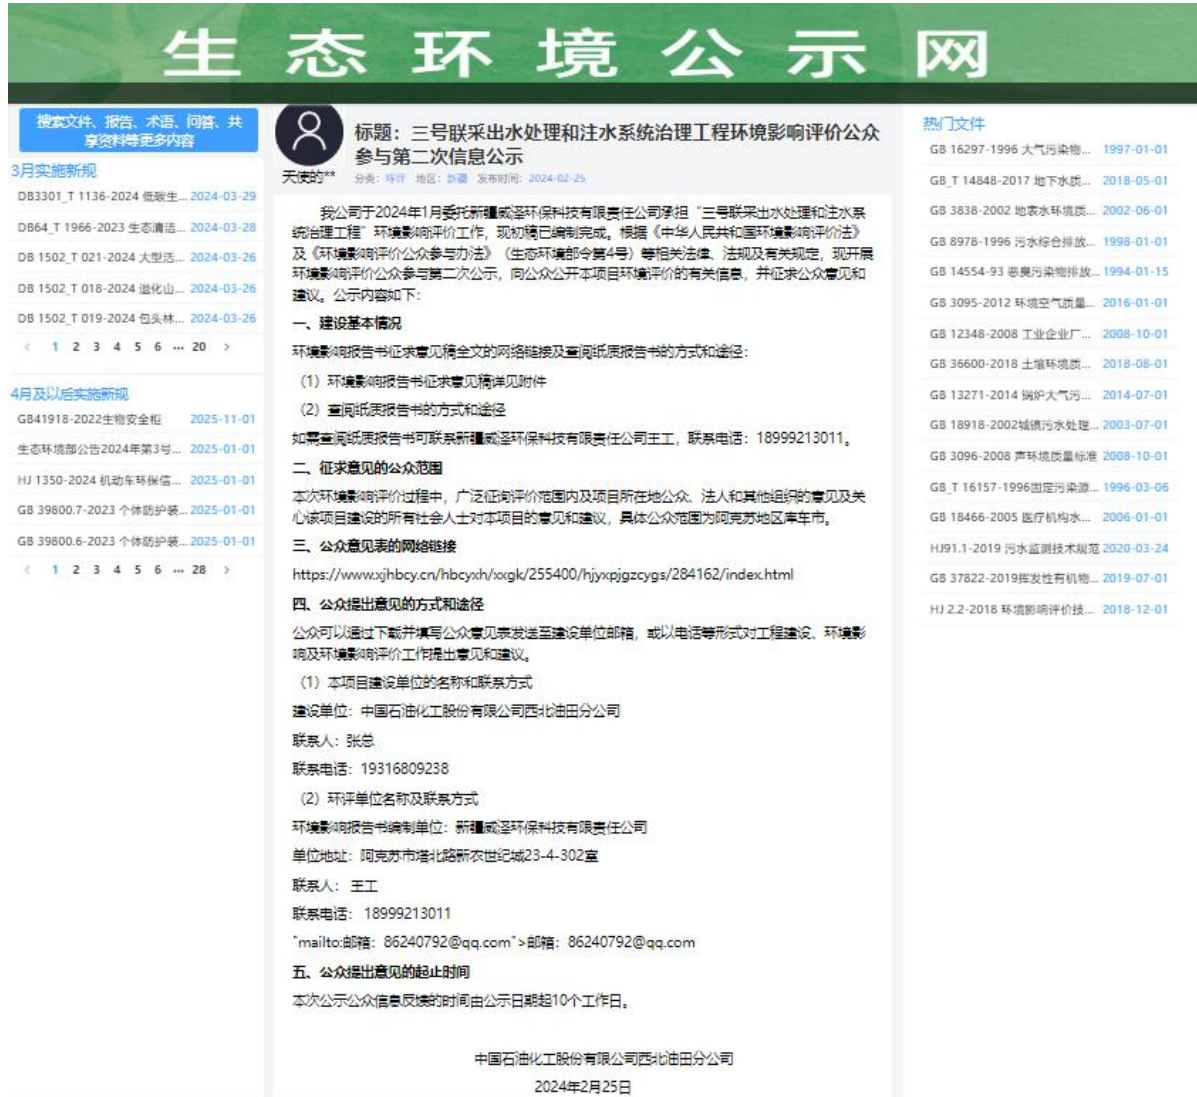 生态环境公示网
搜索文件、报告、术语、问答、共
享资料等更多内容
3月实施新规
DB3301_T 1136-2024 低碳生... 2024-03-29
DB64_T 1966-2023 生态清洁... 2024-03-28
DB 1502_T 021-2024 大型活... 2024-03-26
DB 1502_T 018-2024 退化山... 2024-03-26
DB 1502_T 019-2024 包头林... 2024-03-26
< 1 2 3 4 5 6 ... 20 >
4月及以后实施新规
GB41918-2022生物安全柜 2025-11-01
生态环境部公告2024年第3号... 2025-01-01
HJ 1350-2024 机动车环保信... 2025-01-01
GB 39800.7-2023 个体防护装... 2025-01-01
GB 39800.6-2023 个体防护装... 2025-01-01
< 1 2 3 4 5 6 ... 28 >
天使的**
标题：三号联采出水处理和注水系统治理工程环境影响评价公众
参与第二次信息公示
分类：环评 地区：新疆 发布时间：2024-02-25
我公司于2024年1月委托新疆威泽环保科技有限责任公司承担“三号联采出水处理和注水系
统治理工程”环境影响评价工作，现初稿已编制完成。根据《中华人民共和国环境影响评价法》
及《环境影响评价公众参与办法》（生态环境部令第4号）等相关法律、法规及有关规定，现开展
环境影响评价公众参与第二次公示，向公众公开本项目环境评价的有关信息，并征求公众意见和
建议。公示内容如下：
一、建设基本情况
环境影响报告书征求意见稿全文的网络链接及查阅纸质报告书的方式和途径：
（1）环境影响报告书征求意见稿详见附件
（2）查阅纸质报告书的方式和途径
如需查阅纸质报告书可联系新疆威泽环保科技有限责任公司王工，联系电话：18999213011。
二、征求意见的公众范围
本次环境影响评价过程中，广泛征询评价范围内及项目所在地公众、法人和其他组织的意见及关
心该项目建设的所有社会人士对本项目的意见和建议，具体公众范围为阿克苏地区库车市。
三、公众意见表的网络链接
https://www.xjhbcy.cn/hbcyxh/xxgk/255400/hjyxpjgzcygs/284162/index.html
四、公众提出意见的方式和途径
公众可以通过下载并填写公众意见表发送至建设单位邮箱，或以电话等形式对工程建设、环境影
响及环境影响评价工作提出意见和建议。
（1）本项目建设单位的名称和联系方式
建设单位：中国石油化工股份有限公司西北油田分公司
联系人：张总
联系电话：19316809238
（2）环评单位名称及联系方式
环境影响报告书编制单位：新疆威泽环保科技有限责任公司
单位地址：阿克苏市塔北路新农世纪城23-4-302室
联系人： 王工
联系电话： 18999213011
"mailto:邮箱：86240792@qq.com">邮箱：86240792@qq.com
五、公众提出意见的起止时间
本次公示公众信息反馈的时间由公示日期起10个工作日。
中国石油化工股份有限公司西北油田分公司
2024年2月25日
热门文件
GB 16297-1996 大气污染物... 1997-01-01
GB_T 14848-2017 地下水质... 2018-05-01
GB 3838-2002 地表水环境质... 2002-06-01
GB 8978-1996 污水综合排放... 1998-01-01
GB 14554-93 恶臭污染物排放... 1994-01-15
GB 3095-2012 环境空气质量... 2016-01-01
GB 12348-2008 工业企业厂... 2008-10-01
GB 36600-2018 土壤环境质... 2018-08-01
GB 13271-2014 锅炉大气污... 2014-07-01
GB 18918-2002城镇污水处理... 2003-07-01
GB 3096-2008 声环境质量标准 2008-10-01
GB_T 16157-1996固定污染源... 1996-03-06
GB 18466-2005 医疗机构水... 2006-01-01
HJ91.1-2019 污水监测技术规范 2020-03-24
GB 37822-2019挥发性有机物... 2019-07-01
HJ 2.2-2018 环境影响评价技... 2018-12-01